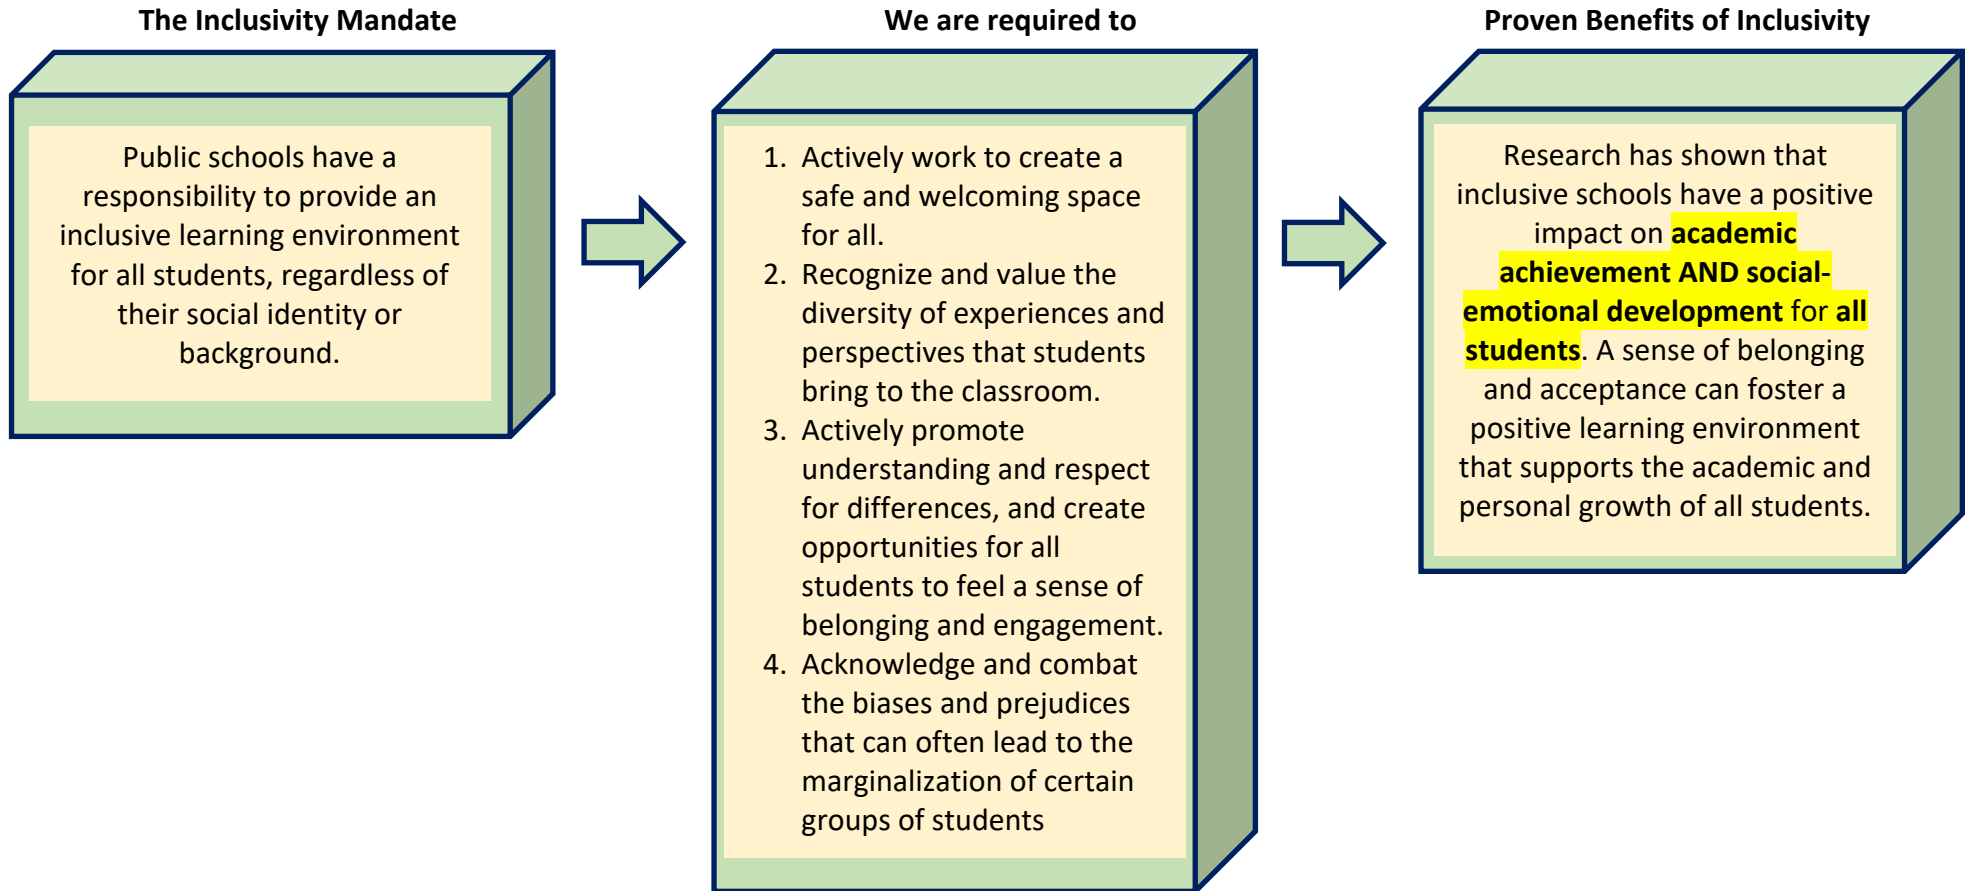 The Inclusivity Mandate
Public schools have a
responsibility to provide an
inclusive learning environment
for all students, regardless of
their social identity or
background.
We are required to
1. Actively work to create a
safe and welcoming space
for all.
2. Recognize and value the
diversity of experiences and
perspectives that students
bring to the classroom.
3. Actively promote
understanding and respect
for differences, and create
opportunities for all
students to feel a sense of
belonging and engagement.
4. Acknowledge and combat
the biases and prejudices
that can often lead to the
marginalization of certain
groups of students
Proven Benefits of Inclusivity
Research has shown that
inclusive schools have a positive
impact on academic
achievement AND social-
emotional development for all
students. A sense of belonging
and acceptance can foster a
positive learning environment
that supports the academic and
personal growth of all students.